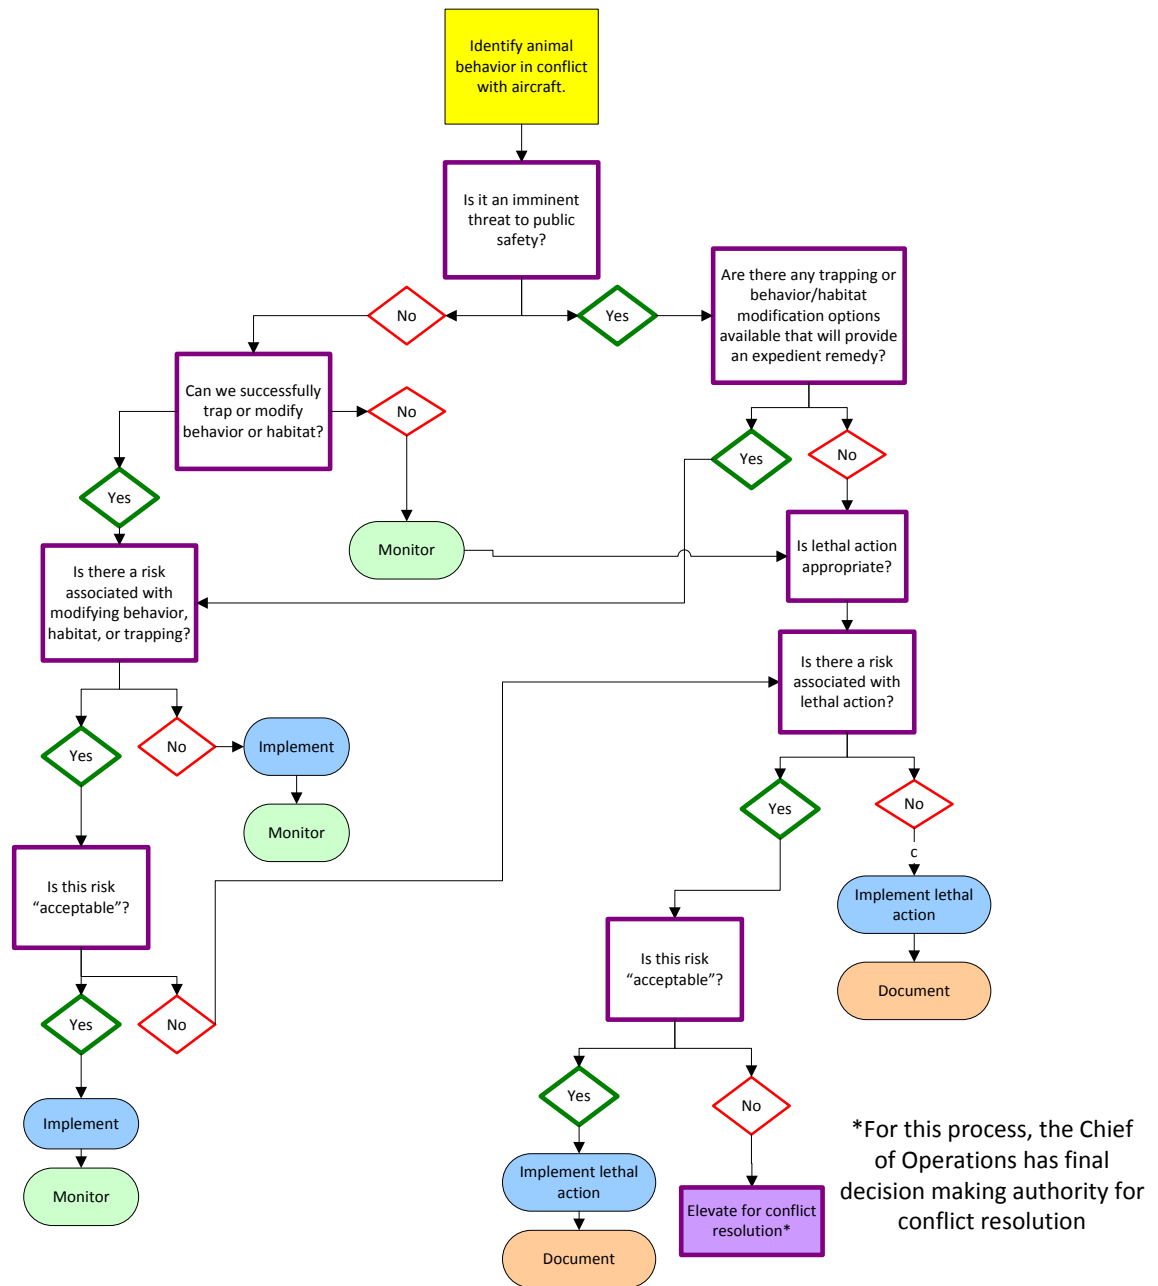 Identify animal
behavior in conflict
with aircraft.
Is it an imminent
threat to public
safety?
Are there any trapping or
behavior/habitat
modification options
available that will provide
an expedient remedy?
No
Yes
Can we successfully
trap or modify
behavior or habitat?
No
Yes
No
Yes
Monitor
Is lethal action
appropriate?
Is there a risk
associated with
modifying behavior,
habitat, or trapping?
Is there a risk
associated with
lethal action?
Yes
No
Implement
Monitor
Yes
No
c
Is this risk
“acceptable”?
Implement lethal
action
Is this risk
“acceptable”?
Document
Yes
No
Yes
No
Implement
Monitor
Implement lethal
action
Document
Elevate for conflict
resolution*
*For this process, the Chief
of Operations has final
decision making authority for
conflict resolution